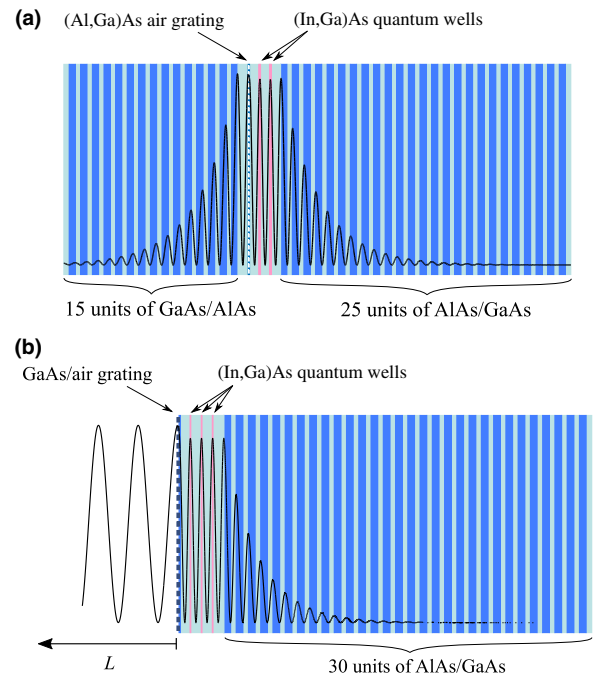 (a)
(Al,Ga)As air grating
(In,Ga)As quantum wells
15 units of GaAs/AlAs
25 units of AlAs/GaAs
(b)
GaAs/air grating
(In,Ga)As quantum wells
L
30 units of AlAs/GaAs